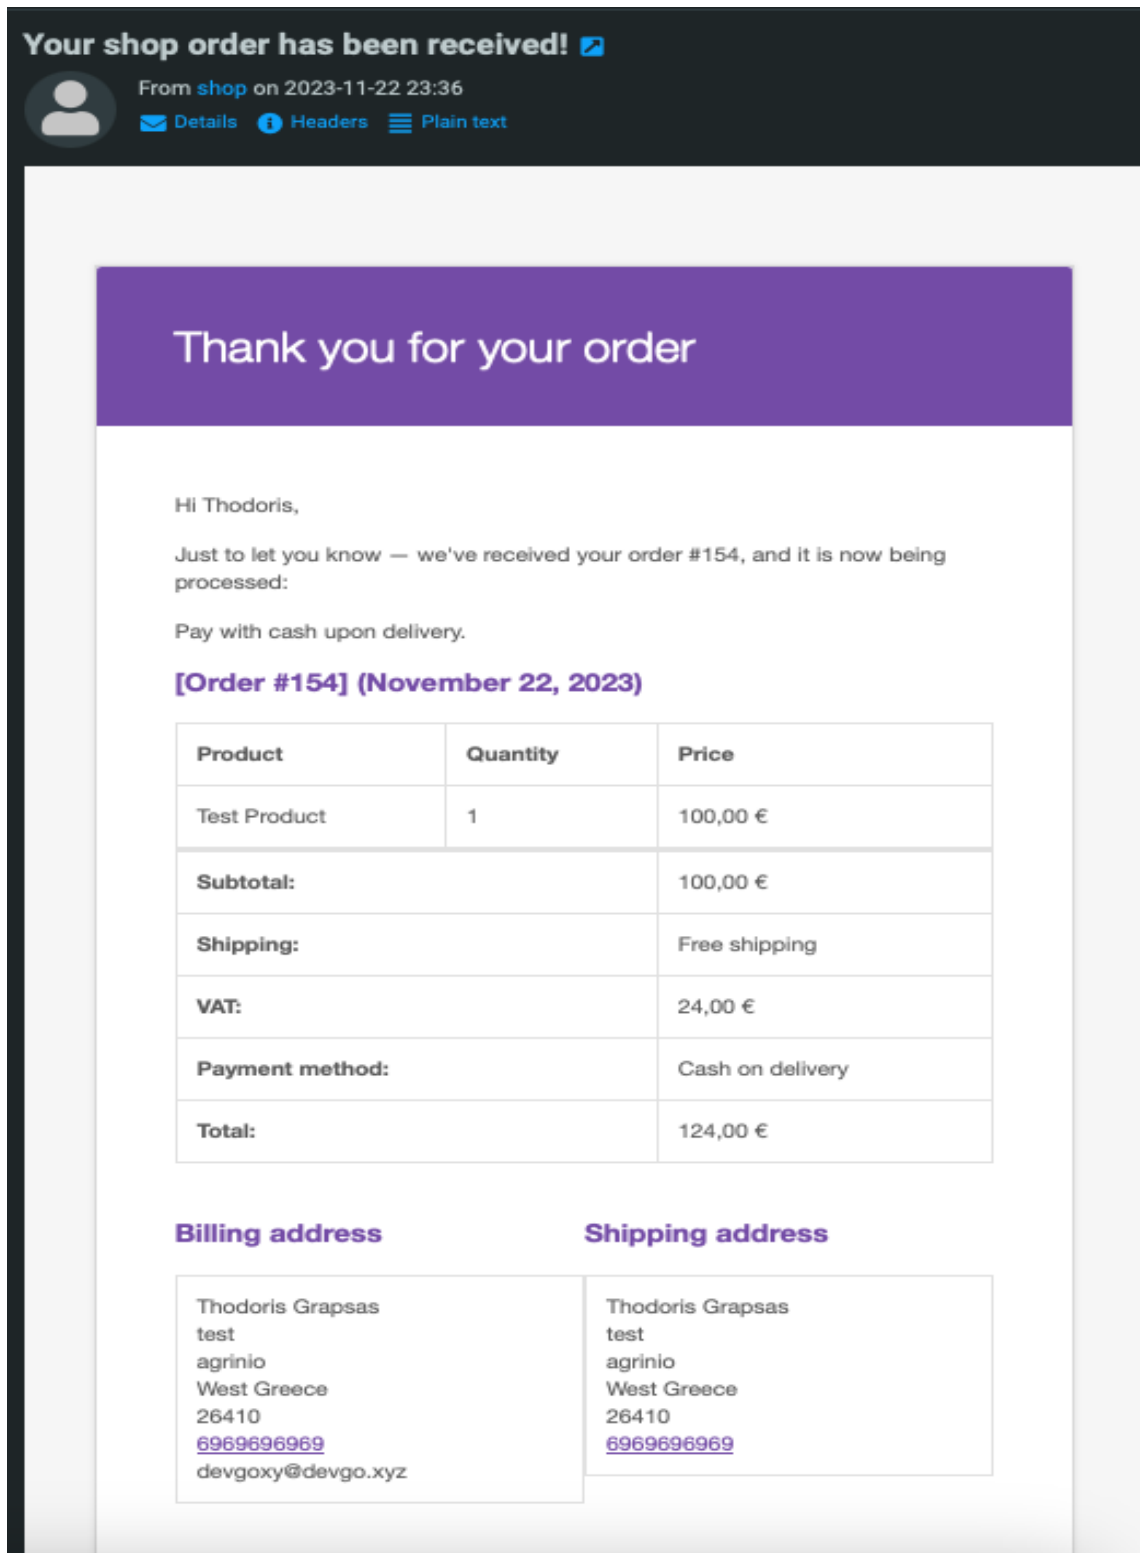 Your shop order has been received!
From shop on 2023-11-22 23:36
Details Headers Plain text
Thank you for your order
Hi Thodoris,
Just to let you know — we've received your order #154, and it is now being
processed:
Pay with cash upon delivery.
[Order #154] (November 22, 2023)
Product Quantity Price
Test Product 1 100,00 €
Subtotal: 100,00 €
Shipping: Free shipping
VAT: 24,00 €
Payment method: Cash on delivery
Total: 124,00 €
Billing address Shipping address
Thodoris Grapsas Thodoris Grapsas
test test
agrinio agrinio
West Greece West Greece
26410 26410
6969696969 6969696969
devgoxy@devgo.xyz